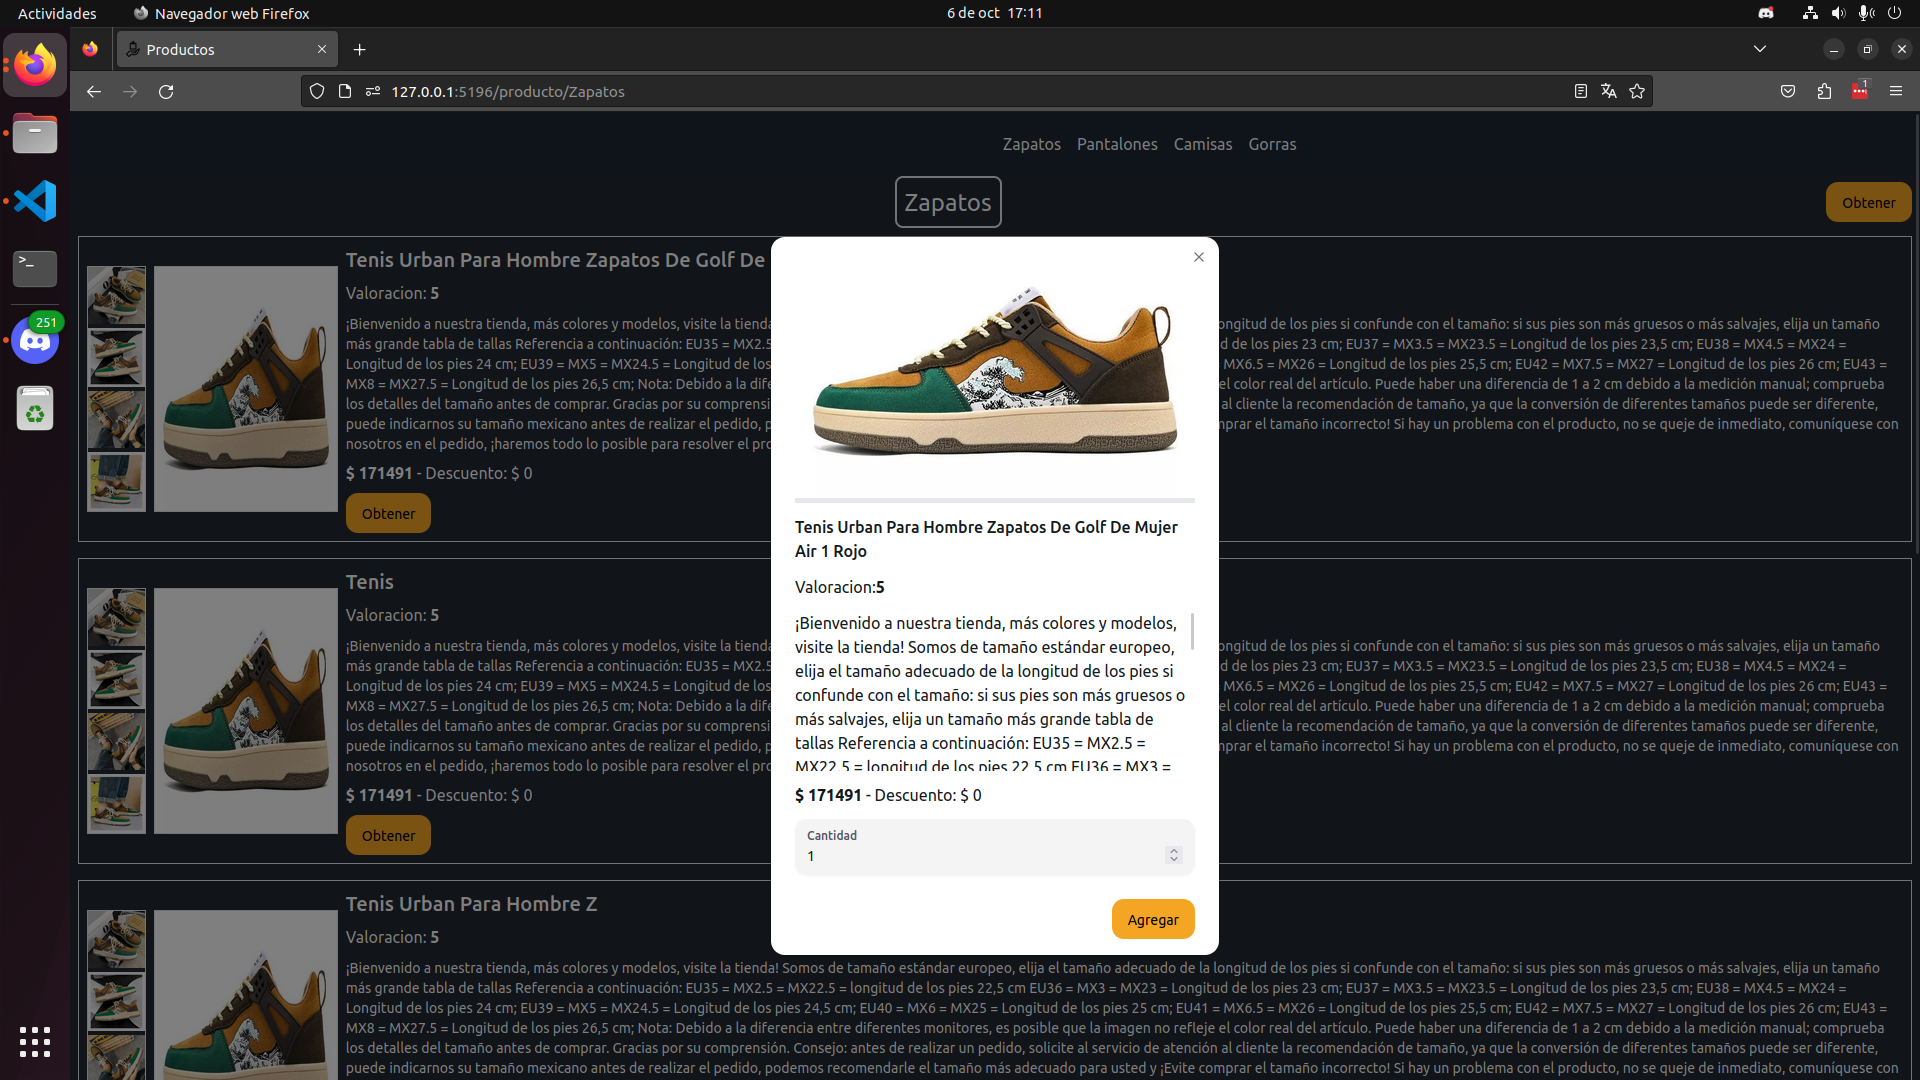 Actividades
Navegador web Firefox
6 de oct 17:11
Productos
127.0.0.1:5196/producto/Zapatos
1
251
Zapatos Pantalones Camisas Gorras
Zapatos
Obtener
Tenis Urban Para Hombre Zapatos De Golf De
Valoracion: 5
¡Bienvenido a nuestra tienda, más colores y modelos, visite la tienda
ongitud de los pies si confunde con el tamaño: si sus pies son más gruesos o más salvajes, elija un tamaño
más grande tabla de tallas Referencia a continuación: EU35 = MX2.5
d de los pies 23 cm; EU37 = MX3.5 = MX23.5 = Longitud de los pies 23,5 cm; EU38 = MX4.5 = MX24 =
Longitud de los pies 24 cm; EU39 = MX5 = MX24.5 = Longitud de los
MX6.5 = MX26 = Longitud de los pies 25,5 cm; EU42 = MX7.5 = MX27 = Longitud de los pies 26 cm; EU43 =
MX8 = MX27.5 = Longitud de los pies 26,5 cm; Nota: Debido a la dife
el color real del artículo. Puede haber una diferencia de 1 a 2 cm debido a la medición manual; comprueba
los detalles del tamaño antes de comprar. Gracias por su comprensi
al cliente la recomendación de tamaño, ya que la conversión de diferentes tamaños puede ser diferente,
puede indicarnos su tamaño mexicano antes de realizar el pedido, p
mprar el tamaño incorrecto! Si hay un problema con el producto, no se queje de inmediato, comuníquese con
nosotros en el pedido, ¡haremos todo lo posible para resolver el pro
$ 171491 - Descuento: $ 0
Obtener
Tenis
Valoracion: 5
¡Bienvenido a nuestra tienda, más colores y modelos, visite la tienda
ongitud de los pies si confunde con el tamaño: si sus pies son más gruesos o más salvajes, elija un tamaño
más grande tabla de tallas Referencia a continuación: EU35 = MX2.5
d de los pies 23 cm; EU37 = MX3.5 = MX23.5 = Longitud de los pies 23,5 cm; EU38 = MX4.5 = MX24 =
Longitud de los pies 24 cm; EU39 = MX5 = MX24.5 = Longitud de los
MX6.5 = MX26 = Longitud de los pies 25,5 cm; EU42 = MX7.5 = MX27 = Longitud de los pies 26 cm; EU43 =
MX8 = MX27.5 = Longitud de los pies 26,5 cm; Nota: Debido a la dife
el color real del artículo. Puede haber una diferencia de 1 a 2 cm debido a la medición manual; comprueba
los detalles del tamaño antes de comprar. Gracias por su comprensi
al cliente la recomendación de tamaño, ya que la conversión de diferentes tamaños puede ser diferente,
puede indicarnos su tamaño mexicano antes de realizar el pedido, p
mprar el tamaño incorrecto! Si hay un problema con el producto, no se queje de inmediato, comuníquese con
nosotros en el pedido, ¡haremos todo lo posible para resolver el pro
$ 171491 - Descuento: $ 0
Obtener
Tenis Urban Para Hombre Z
Valoracion: 5
¡Bienvenido a nuestra tienda, más colores y modelos, visite la tienda! Somos de tamaño estándar europeo, elija el tamaño adecuado de la longitud de los pies si confunde con el tamaño: si sus pies son más gruesos o más salvajes, elija un tamaño
más grande tabla de tallas Referencia a continuación: EU35 = MX2.5 = MX22.5 = longitud de los pies 22,5 cm EU36 = MX3 = MX23 = Longitud de los pies 23 cm; EU37 = MX3.5 = MX23.5 = Longitud de los pies 23,5 cm; EU38 = MX4.5 = MX24 =
Longitud de los pies 24 cm; EU39 = MX5 = MX24.5 = Longitud de los pies 24,5 cm; EU40 = MX6 = MX25 = Longitud de los pies 25 cm; EU41 = MX6.5 = MX26 = Longitud de los pies 25,5 cm; EU42 = MX7.5 = MX27 = Longitud de los pies 26 cm; EU43 =
MX8 = MX27.5 = Longitud de los pies 26,5 cm; Nota: Debido a la diferencia entre diferentes monitores, es posible que la imagen no refleje el color real del artículo. Puede haber una diferencia de 1 a 2 cm debido a la medición manual; comprueba
los detalles del tamaño antes de comprar. Gracias por su comprensión. Consejo: antes de realizar un pedido, solicite al servicio de atención al cliente la recomendación de tamaño, ya que la conversión de diferentes tamaños puede ser diferente,
puede indicarnos su tamaño mexicano antes de realizar el pedido, podemos recomendarle el tamaño más adecuado para usted y ¡Evite comprar el tamaño incorrecto! Si hay un problema con el producto, no se queje de inmediato, comuníquese con
Tenis Urban Para Hombre Zapatos De Golf De Mujer
Air 1 Rojo
Valoracion:5
¡Bienvenido a nuestra tienda, más colores y modelos,
visite la tienda! Somos de tamaño estándar europeo,
elija el tamaño adecuado de la longitud de los pies si
confunde con el tamaño: si sus pies son más gruesos o
más salvajes, elija un tamaño más grande tabla de
tallas Referencia a continuación: EU35 = MX2.5 =
MX22.5 = longitud de los pies 22,5 cm EU36 = MX3 =
$ 171491 - Descuento: $ 0
Cantidad
1
Agregar